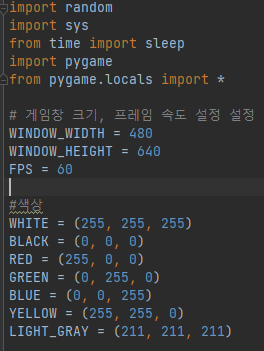 import random
import sys
from time import sleep
import pygame
from pygame.locals import *

# 게임창 크기, 프레임 속도 설정 설정
WINDOW_WIDTH = 480
WINDOW_HEIGHT = 640
FPS = 60

#색상
WHITE = (255, 255, 255)
BLACK = (0, 0, 0)
RED = (255, 0, 0)
GREEN = (0, 255, 0)
BLUE = (0, 0, 255)
YELLOW = (255, 255, 0)
LIGHT_GRAY = (211, 211, 211)